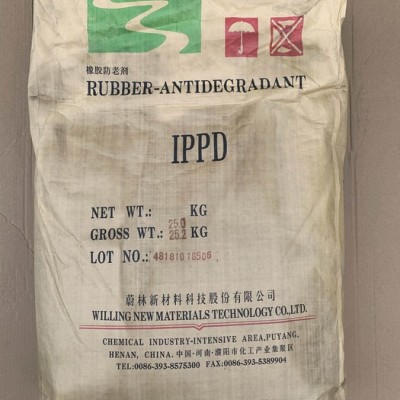 橡胶防老剂
RUBBER-ANTIDEGRADANT
IPPD
NET WT.: 25.0 KG
GROSS WT.: 25.2 KG
LOT NO.: 48181018506
蔚林新材料科技股份有限公司
WILLING NEW MATERIALS TECHNOLOGY CO.,LTD.
CHEMICAL INDUSTRY-INTENSIVE AREA,PUYANG.
HENAN, CHINA. 中国·河南·濮阳市化工产业集聚区
TEL:0086-393-8575300 FAX:0086-393-5389904